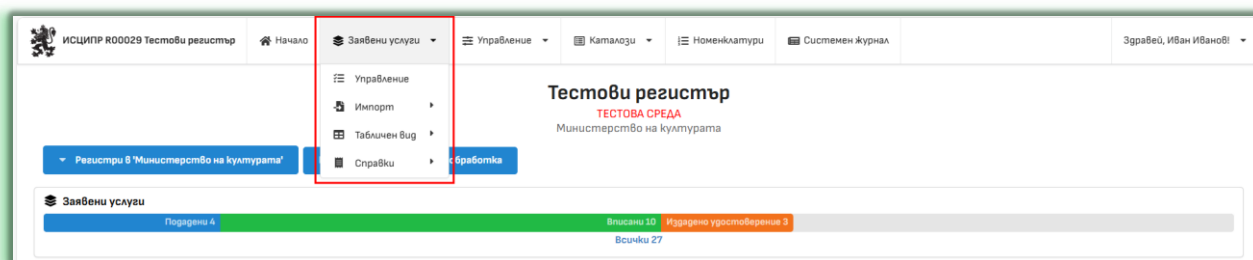 ИСЦИПР R00029 Тестови регистър Начало Заявени услуги Управление Каталози Номенклатури Системен журнал Здравей, Иван Иванов!
Управление
Импорт
Табличен вид
Справки
Тестови регистър
ТЕСТОВА СРЕДА
Министерство на културата
Регистри в 'Министерство на културата'
Заявени услуги
Подадени 4 Вписани 10 Издадено удостоверение 3
Всички 27